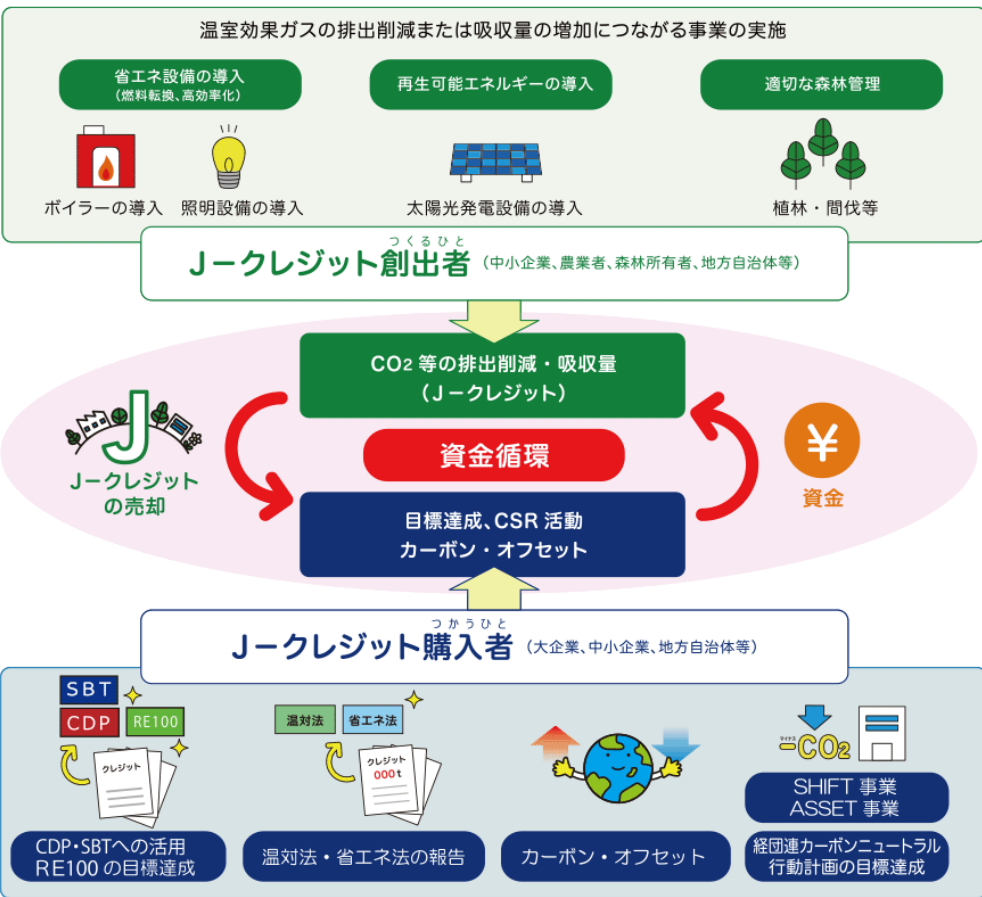 温室効果ガスの排出削減または吸収量の増加につながる事業の実施
省エネ設備の導入
（燃料転換、高効率化）
再生可能エネルギーの導入
適切な森林管理
ボイラーの導入
照明設備の導入
太陽光発電設備の導入
植林・間伐等
つくるひと
Jークレジット創出者（中小企業、農業者、森林所有者、地方自治体等）
CO2 等の排出削減・吸収量
（Jークレジット）
J
Jークレジット
の売却
資金循環
¥
資金
目標達成、CSR 活動
カーボン・オフセット
つかうひと
Jークレジット購入者（大企業、中小企業、地方自治体等）
SBT
CDP
RE100
クレジット
CDP・SBTへの活用
RE100 の目標達成
温対法
省エネ法
クレジット
000t
温対法・省エネ法の報告
カーボン・オフセット
マイナス
-CO2
SHIFT 事業
ASSET 事業
経団連カーボンニュートラル
行動計画の目標達成